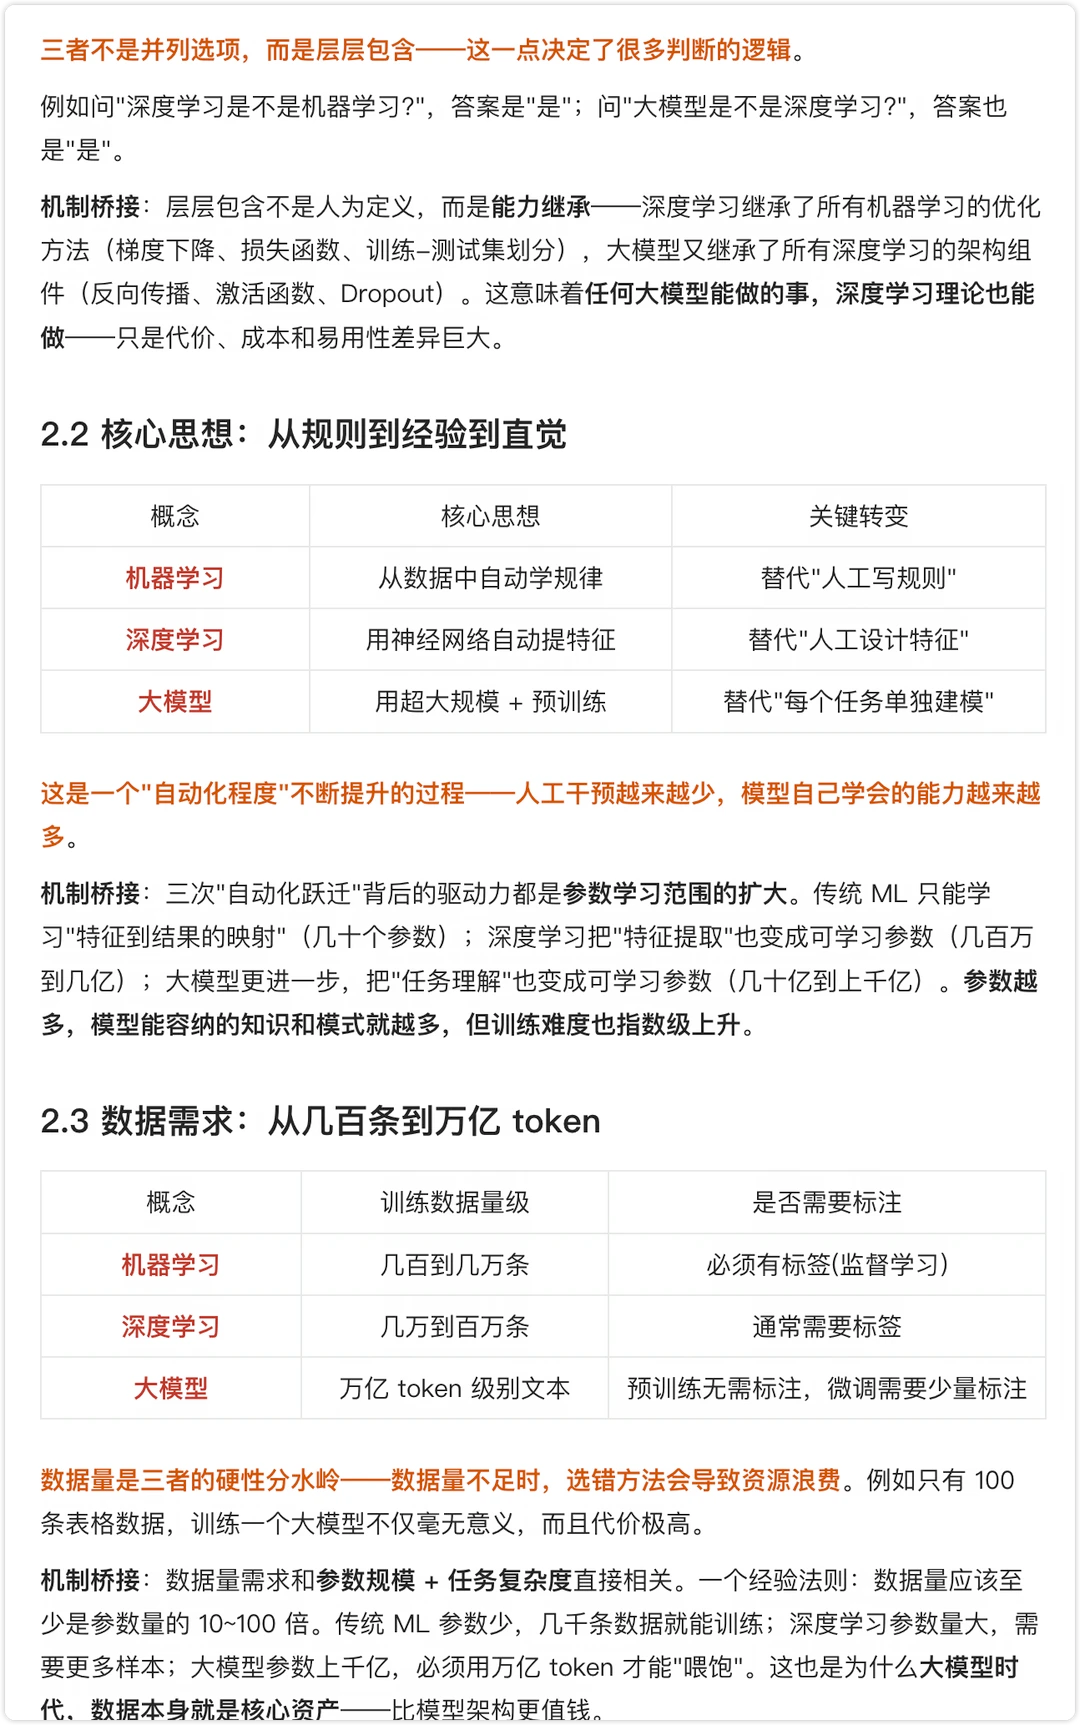 三者不是并列选项，而是层层包含——这一点决定了很多判断的逻辑。
例如问"深度学习是不是机器学习?"，答案是"是"；问"大模型是不是深度学习?"，答案也
是"是"。
机制桥接：层层包含不是人为定义，而是能力继承——深度学习继承了所有机器学习的优化
方法（梯度下降、损失函数、训练–测试集划分），大模型又继承了所有深度学习的架构组
件（反向传播、激活函数、Dropout）。这意味着任何大模型能做的事，深度学习理论也能
做——只是代价、成本和易用性差异巨大。
2.2 核心思想：从规则到经验到直觉
概念 核心思想 关键转变
机器学习 从数据中自动学规律 替代"人工写规则"
深度学习 用神经网络自动提特征 替代"人工设计特征"
大模型 用超大规模 + 预训练 替代"每个任务单独建模"
这是一个"自动化程度"不断提升的过程——人工干预越来越少，模型自己学会的能力越来越
多。
机制桥接：三次"自动化跃迁"背后的驱动力都是参数学习范围的扩大。传统 ML 只能学
习"特征到结果的映射"（几十个参数）；深度学习把"特征提取"也变成可学习参数（几百万
到几亿）；大模型更进一步，把"任务理解"也变成可学习参数（几十亿到上千亿）。参数越
多，模型能容纳的知识和模式就越多，但训练难度也指数级上升。
2.3 数据需求：从几百条到万亿 token
概念 训练数据量级 是否需要标注
机器学习 几百到几万条 必须有标签(监督学习)
深度学习 几万到百万条 通常需要标签
大模型 万亿 token 级别文本 预训练无需标注，微调需要少量标注
数据量是三者的硬性分水岭——数据量不足时，选错方法会导致资源浪费。例如只有 100
条表格数据，训练一个大模型不仅毫无意义，而且代价极高。
机制桥接：数据量需求和参数规模 + 任务复杂度直接相关。一个经验法则：数据量应该至
少是参数量的 10~100 倍。传统 ML 参数少，几千条数据就能训练；深度学习参数量大，需
要更多样本；大模型参数上千亿，必须用万亿 token 才能"喂饱"。这也是为什么大模型时
代，数据本身就是核心资产——比模型架构更值钱。